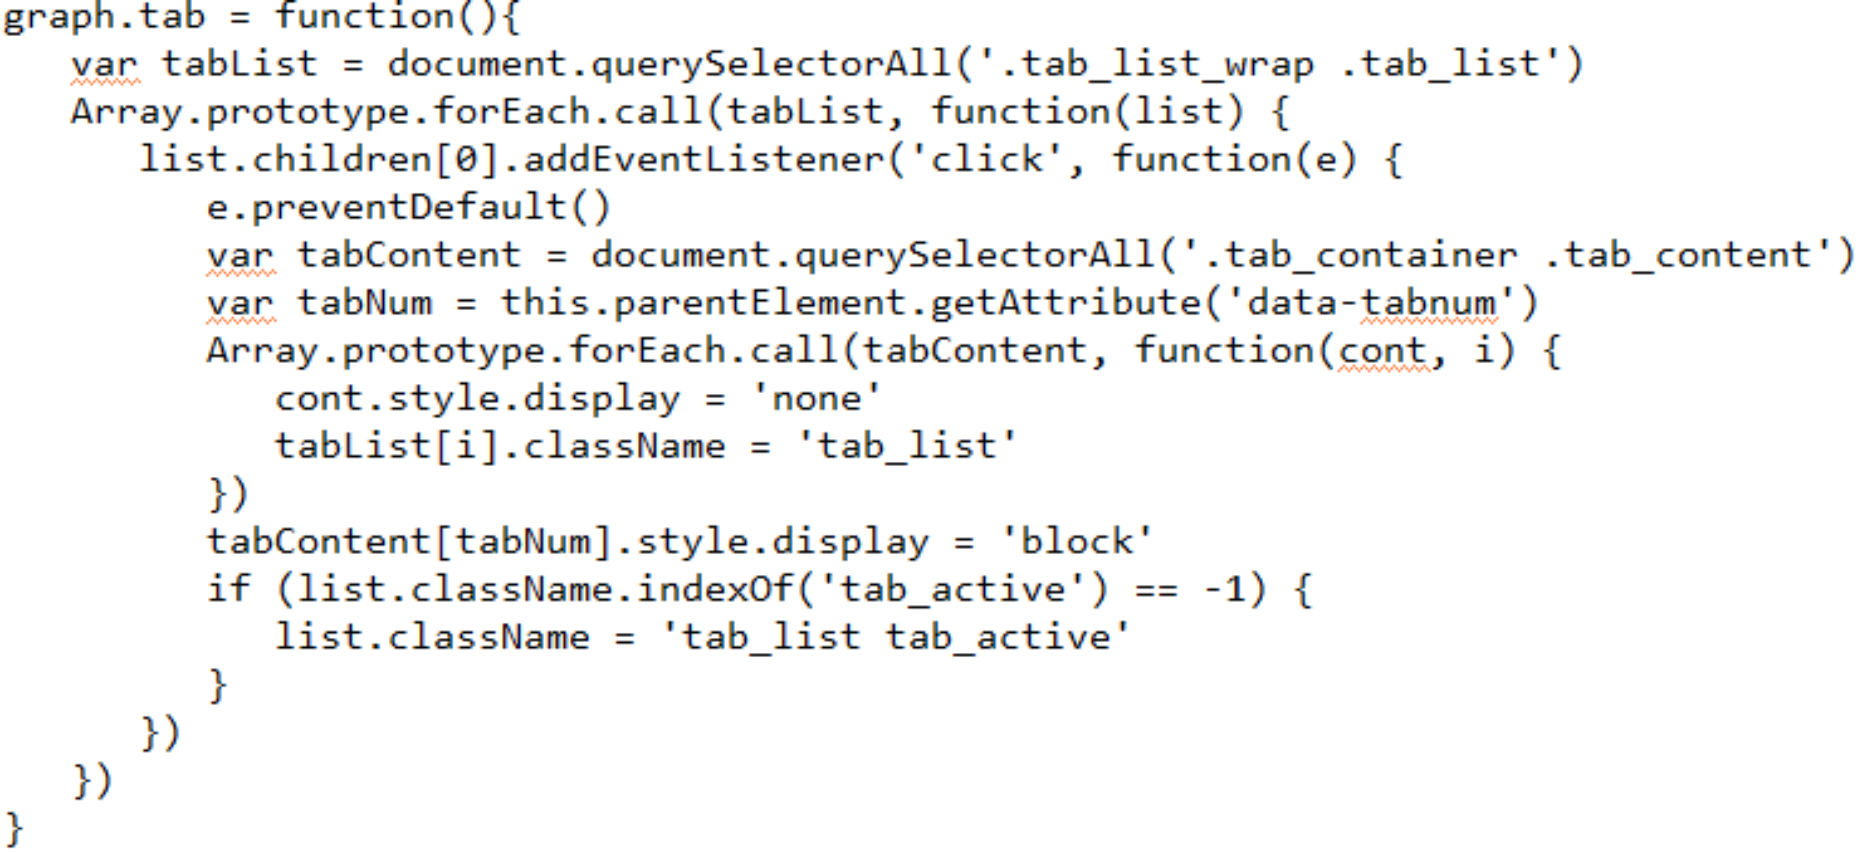 graph.tab = function(){
   var tabList = document.querySelectorAll('.tab_list_wrap .tab_list')
   Array.prototype.forEach.call(tabList, function(list) {
      list.children[0].addEventListener('click', function(e) {
         e.preventDefault()
         var tabContent = document.querySelectorAll('.tab_container .tab_content')
         var tabNum = this.parentElement.getAttribute('data-tabnum')
         Array.prototype.forEach.call(tabContent, function(cont, i) {
            cont.style.display = 'none'
            tabList[i].className = 'tab_list'
         })
         tabContent[tabNum].style.display = 'block'
         if (list.className.indexOf('tab_active') == -1) {
            list.className = 'tab_list tab_active'
         }
      })
   })
}